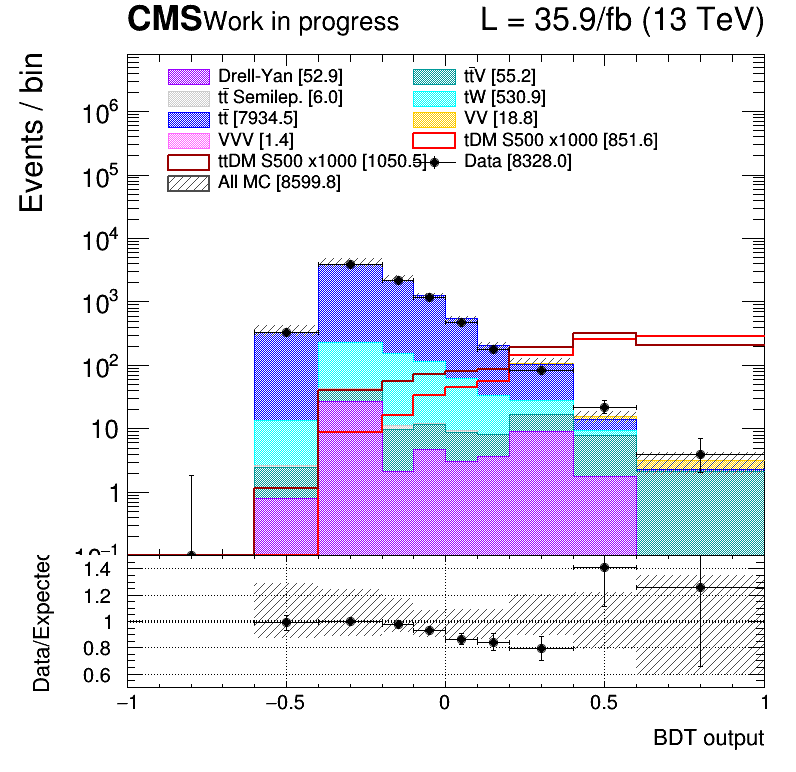 CMS Work in progress L = 35.9/fb (13 TeV)
Events / bin
Drell-Yan [52.9] tt̄V [55.2]
tt̄ Semilep. [6.0] tW [530.9]
tt̄ [7934.5] VV [18.8]
VVV [1.4] tDM S500 x1000 [851.6]
ttDM S500 x1000 [1050.5] Data [8328.0]
All MC [8599.8]
10⁶
10⁵
10⁴
10³
10²
10
1
10⁻¹
Data/Expected
1.4
1.2
1
0.8
0.6
−1 −0.5 0 0.5 1
BDT output